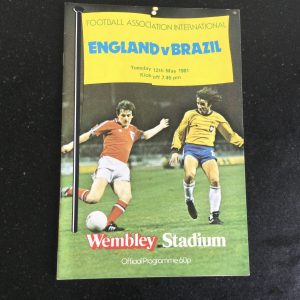 FOOTBALL ASSOCIATION INTERNATIONAL
ENGLAND v BRAZIL
Tuesday 12th May 1981
Kick off 7.45 pm
Wembley Stadium
Official Programme 60p